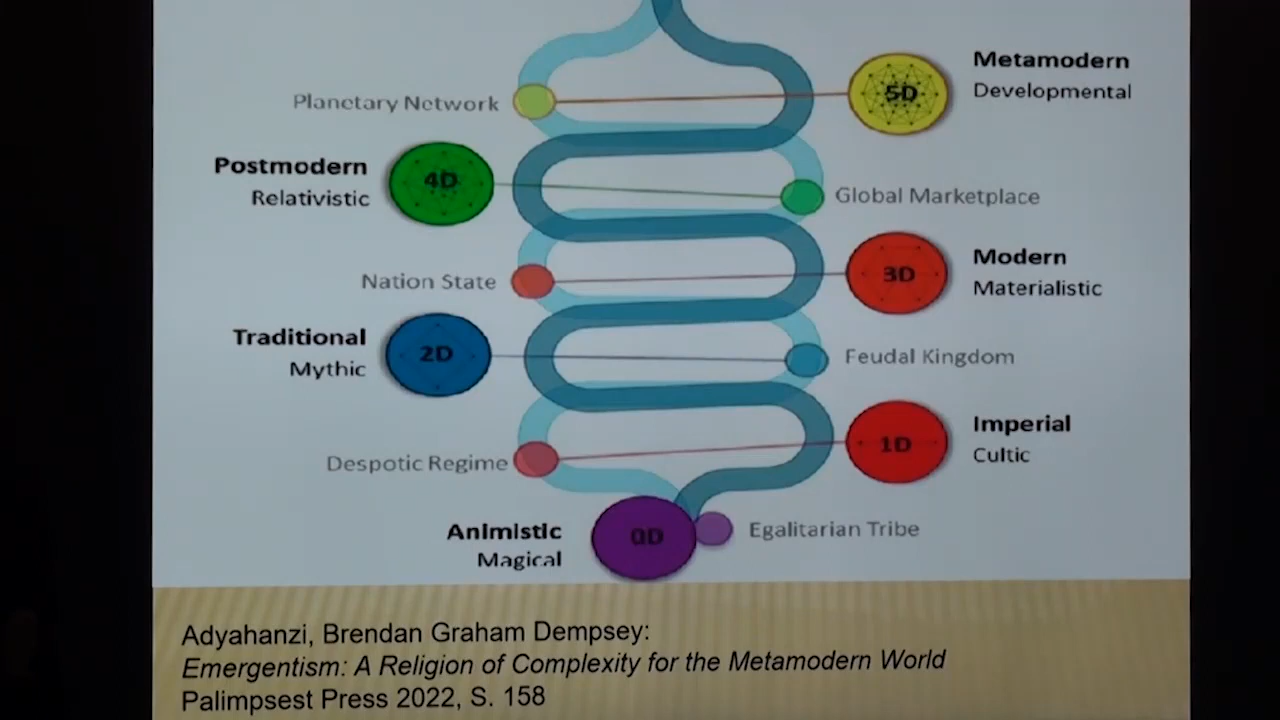 Metamodern
5D
Planetary Network
Developmental
Postmodern
4D
Relativistic
Global Marketplace
Modern
3D
Nation State
Materialistic
Traditional
2D
Mythic
Feudal Kingdom
Imperial
1D
Cultic
Despotic Regime
Animistic
0D
Egalitarian Tribe
Magical
Adyahanzi, Brendan Graham Dempsey:
Emergentism: A Religion of Complexity for the Metamodern World
Palimpsest Press 2022, S. 158